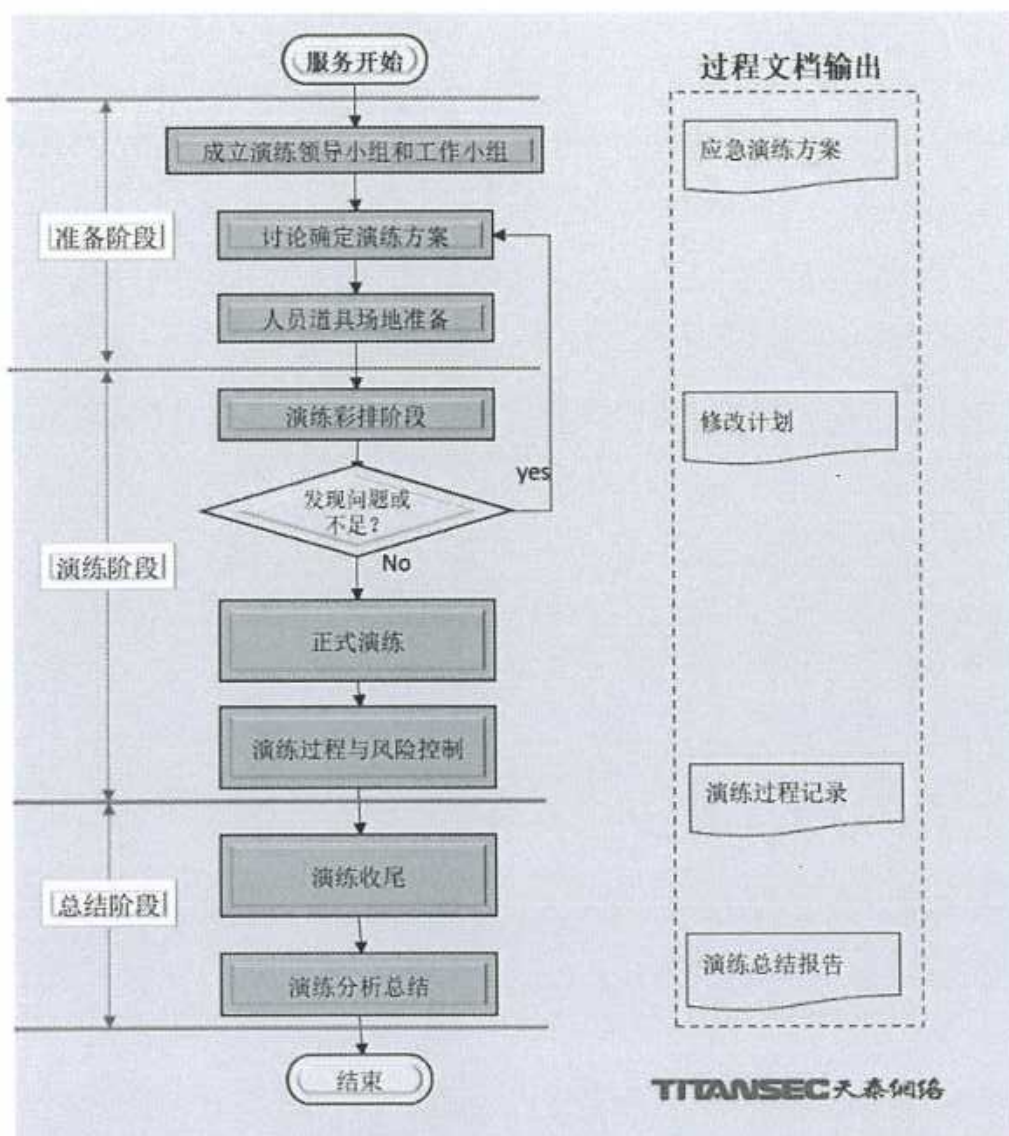 服务开始
过程文档输出
成立演练领导小组和工作小组
应急演练方案
准备阶段
讨论确定演练方案
人员道具场地准备
演练彩排阶段
修改计划
yes
发现问题或
不足？
No
演练阶段
正式演练
演练过程与风险控制
演练过程记录
演练收尾
总结阶段
演练分析总结
演练总结报告
结束
TITANSEC天泰网络